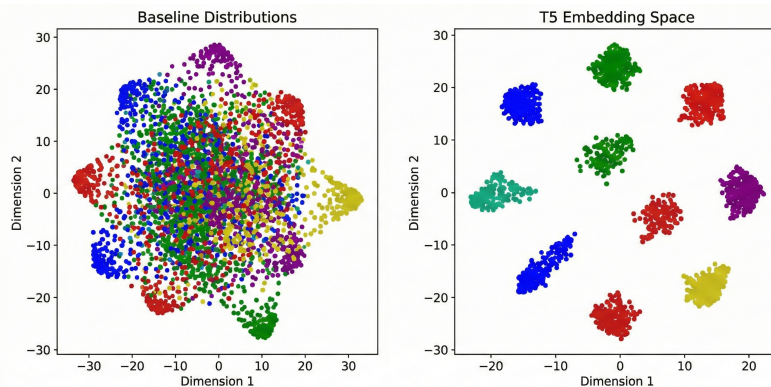 Baseline Distributions
30
20
10
0
−10
−20
−30
Dimension 2
−30 −20 −10 0 10 20 30
Dimension 1
T5 Embedding Space
30
20
10
0
−10
−20
−30
Dimension 2
−20 −10 0 10 20
Dimension 1